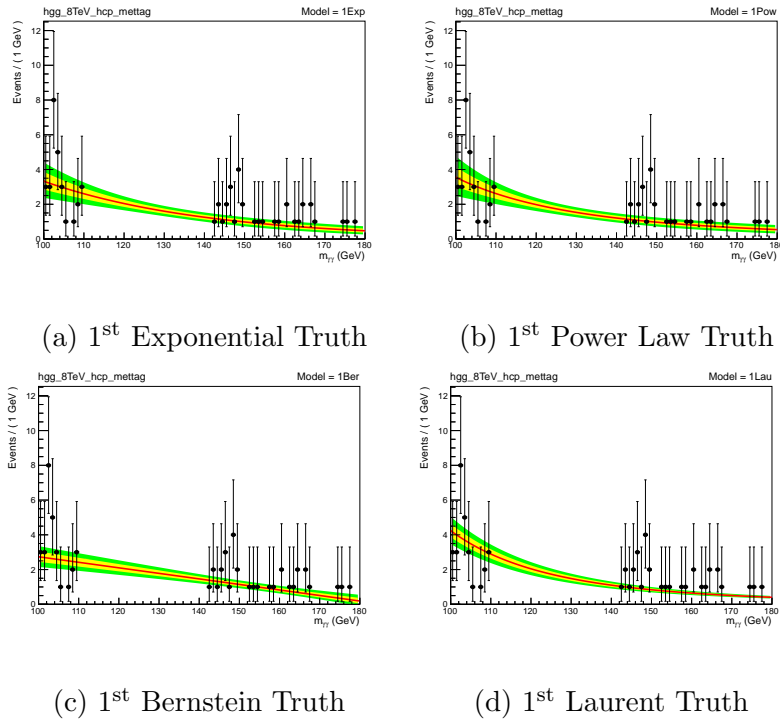 hgg_8TeV_hcp_mettag Model = 1Exp
Events / ( 1 GeV )
12
10
8
6
4
2
0
100 110 120 130 140 150 160 170 180
m_γγ (GeV)
(a) 1st Exponential Truth
hgg_8TeV_hcp_mettag Model = 1Pow
Events / ( 1 GeV )
12
10
8
6
4
2
0
100 110 120 130 140 150 160 170 180
m_γγ (GeV)
(b) 1st Power Law Truth
hgg_8TeV_hcp_mettag Model = 1Ber
Events / ( 1 GeV )
12
10
8
6
4
2
0
100 110 120 130 140 150 160 170 180
m_γγ (GeV)
(c) 1st Bernstein Truth
hgg_8TeV_hcp_mettag Model = 1Lau
Events / ( 1 GeV )
12
10
8
6
4
2
0
100 110 120 130 140 150 160 170 180
m_γγ (GeV)
(d) 1st Laurent Truth